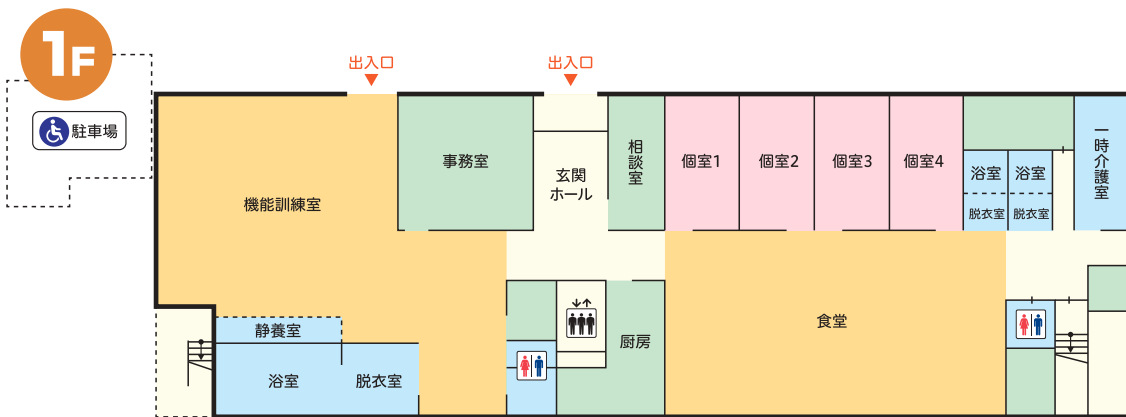 1F
駐車場
出入口
出入口
機能訓練室
事務室
玄関
ホール
相談室
個室1
個室2
個室3
個室4
浴室
浴室
脱衣室
脱衣室
一時介護室
静養室
浴室
脱衣室
厨房
食堂